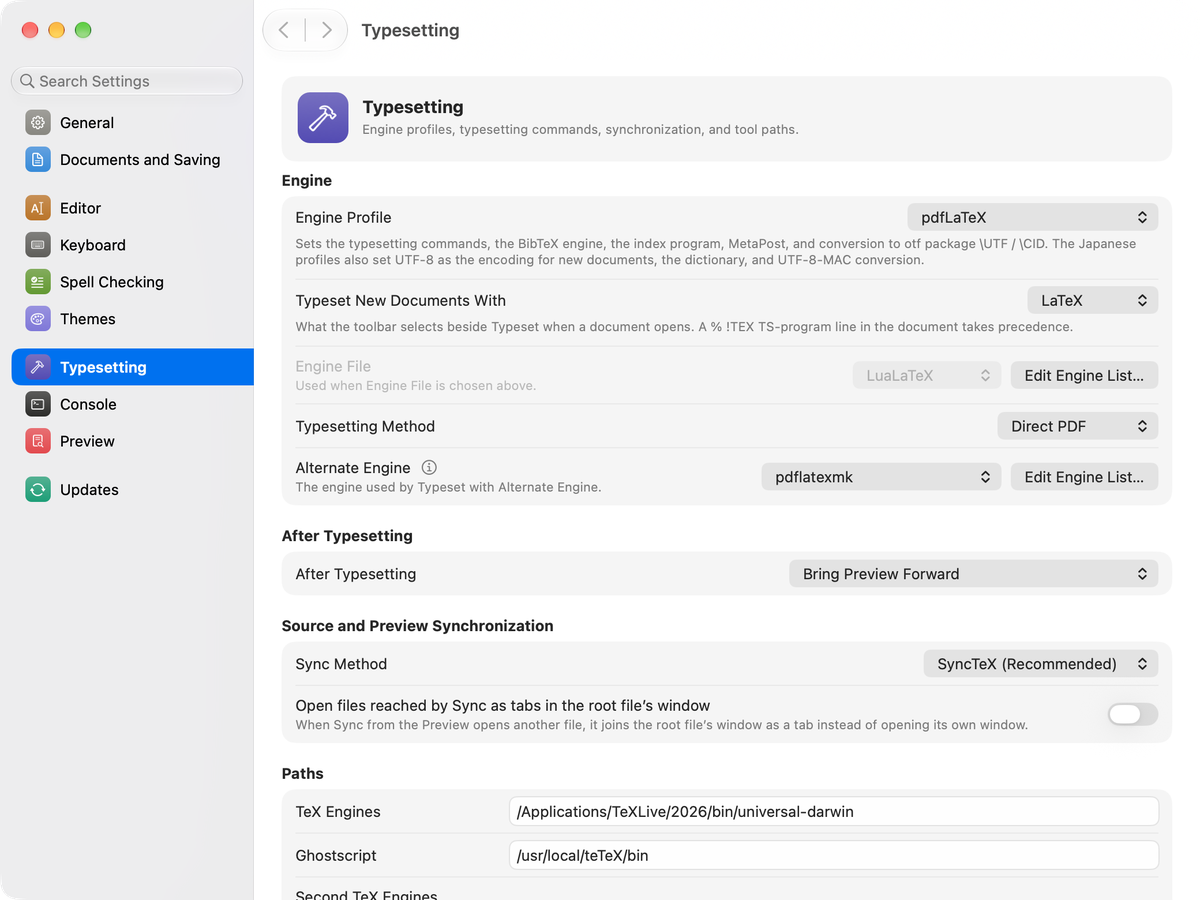 Typesetting
Search Settings
General
Documents and Saving
Editor
Keyboard
Spell Checking
Themes
Typesetting
Console
Preview
Updates
Typesetting
Engine profiles, typesetting commands, synchronization, and tool paths.
Engine
Engine Profile
pdfLaTeX
Sets the typesetting commands, the BibTeX engine, the index program, MetaPost, and conversion to otf package \UTF / \CID. The Japanese
profiles also set UTF-8 as the encoding for new documents, the dictionary, and UTF-8-MAC conversion.
Typeset New Documents With
LaTeX
What the toolbar selects beside Typeset when a document opens. A % !TEX TS-program line in the document takes precedence.
Engine File
Used when Engine File is chosen above.
LuaLaTeX
Edit Engine List...
Typesetting Method
Direct PDF
Alternate Engine
The engine used by Typeset with Alternate Engine.
pdflatexmk
Edit Engine List...
After Typesetting
After Typesetting
Bring Preview Forward
Source and Preview Synchronization
Sync Method
SyncTeX (Recommended)
Open files reached by Sync as tabs in the root file's window
When Sync from the Preview opens another file, it joins the root file's window as a tab instead of opening its own window.
Paths
TeX Engines
/Applications/TeXLive/2026/bin/universal-darwin
Ghostscript
/usr/local/teTeX/bin
Second TeX Engines